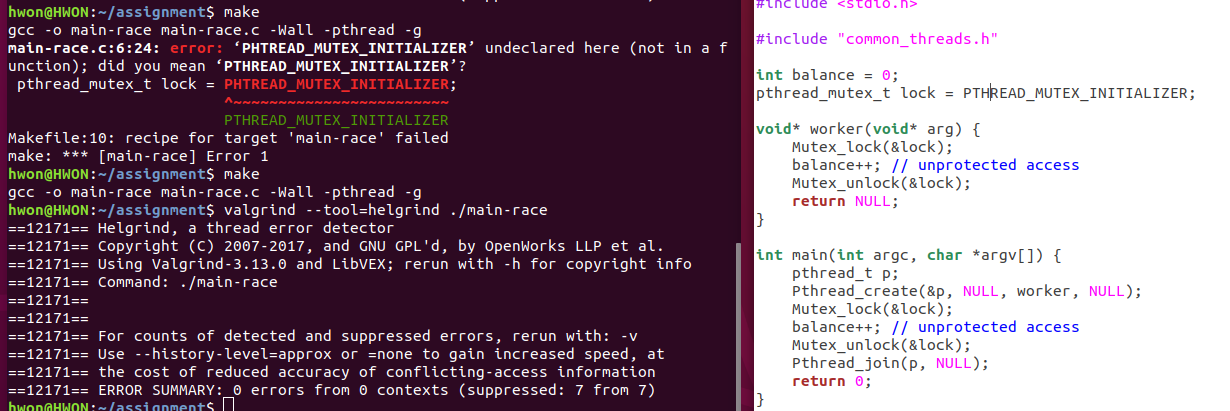 hwon@HWON:~/assignment$ make
gcc -o main-race main-race.c -Wall -pthread -g
main-race.c:6:24: error: ‘PHTREAD_MUTEX_INITIALIZER’ undeclared here (not in a f
unction); did you mean ‘PTHREAD_MUTEX_INITIALIZER’?
 pthread_mutex_t lock = PHTREAD_MUTEX_INITIALIZER;
                        ^~~~~~~~~~~~~~~~~~~~~~~~~
                        PTHREAD_MUTEX_INITIALIZER
Makefile:10: recipe for target 'main-race' failed
make: *** [main-race] Error 1
hwon@HWON:~/assignment$ make
gcc -o main-race main-race.c -Wall -pthread -g
hwon@HWON:~/assignment$ valgrind --tool=helgrind ./main-race
==12171== Helgrind, a thread error detector
==12171== Copyright (C) 2007-2017, and GNU GPL'd, by OpenWorks LLP et al.
==12171== Using Valgrind-3.13.0 and LibVEX; rerun with -h for copyright info
==12171== Command: ./main-race
==12171==
==12171==
==12171== For counts of detected and suppressed errors, rerun with: -v
==12171== Use --history-level=approx or =none to gain increased speed, at
==12171== the cost of reduced accuracy of conflicting-access information
==12171== ERROR SUMMARY: 0 errors from 0 contexts (suppressed: 7 from 7)
hwon@HWON:~/assignment$
#include <stdio.h>
#include "common_threads.h"
int balance = 0;
pthread_mutex_t lock = PTHREAD_MUTEX_INITIALIZER;
void* worker(void* arg) {
    Mutex_lock(&lock);
    balance++; // unprotected access
    Mutex_unlock(&lock);
    return NULL;
}
int main(int argc, char *argv[]) {
    pthread_t p;
    Pthread_create(&p, NULL, worker, NULL);
    Mutex_lock(&lock);
    balance++; // unprotected access
    Mutex_unlock(&lock);
    Pthread_join(p, NULL);
    return 0;
}